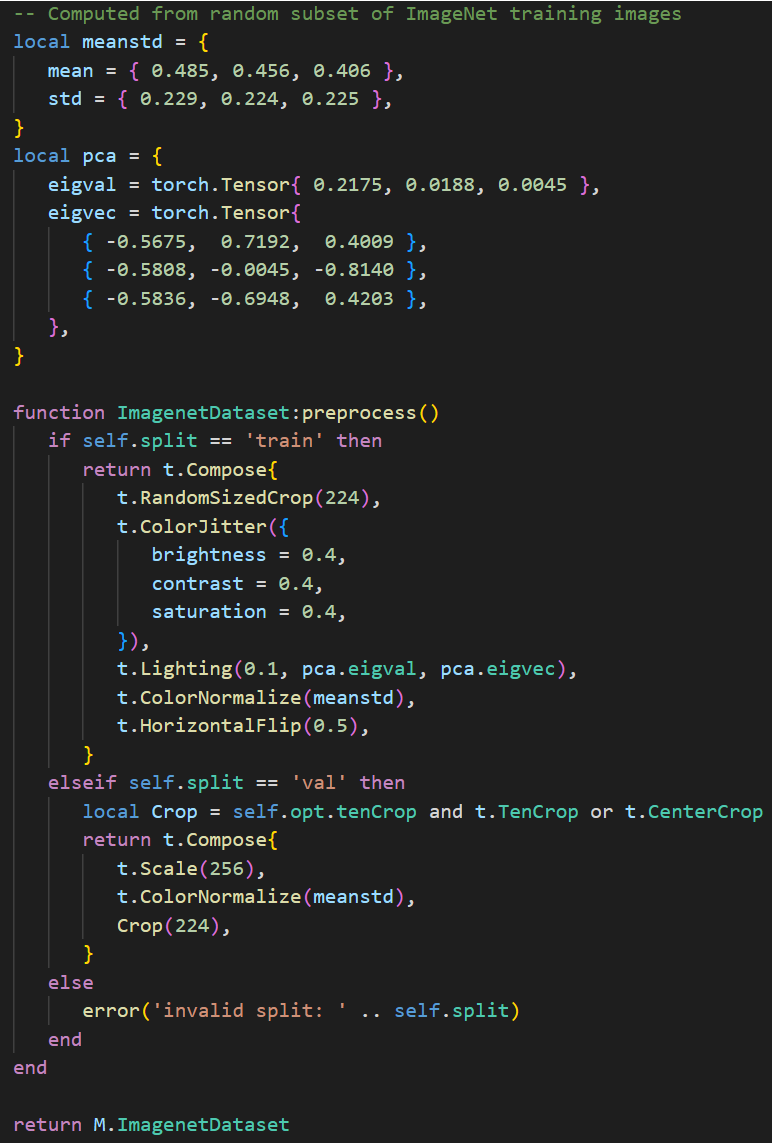 -- Computed from random subset of ImageNet training images
local meanstd = {
   mean = { 0.485, 0.456, 0.406 },
   std = { 0.229, 0.224, 0.225 },
}
local pca = {
   eigval = torch.Tensor{ 0.2175, 0.0188, 0.0045 },
   eigvec = torch.Tensor{
      { -0.5675,  0.7192,  0.4009 },
      { -0.5808, -0.0045, -0.8140 },
      { -0.5836, -0.6948,  0.4203 },
   },
}

function ImagenetDataset:preprocess()
   if self.split == 'train' then
      return t.Compose{
         t.RandomSizedCrop(224),
         t.ColorJitter({
            brightness = 0.4,
            contrast = 0.4,
            saturation = 0.4,
         }),
         t.Lighting(0.1, pca.eigval, pca.eigvec),
         t.ColorNormalize(meanstd),
         t.HorizontalFlip(0.5),
      }
   elseif self.split == 'val' then
      local Crop = self.opt.tenCrop and t.TenCrop or t.CenterCrop
      return t.Compose{
         t.Scale(256),
         t.ColorNormalize(meanstd),
         Crop(224),
      }
   else
      error('invalid split: ' .. self.split)
   end
end

return M.ImagenetDataset